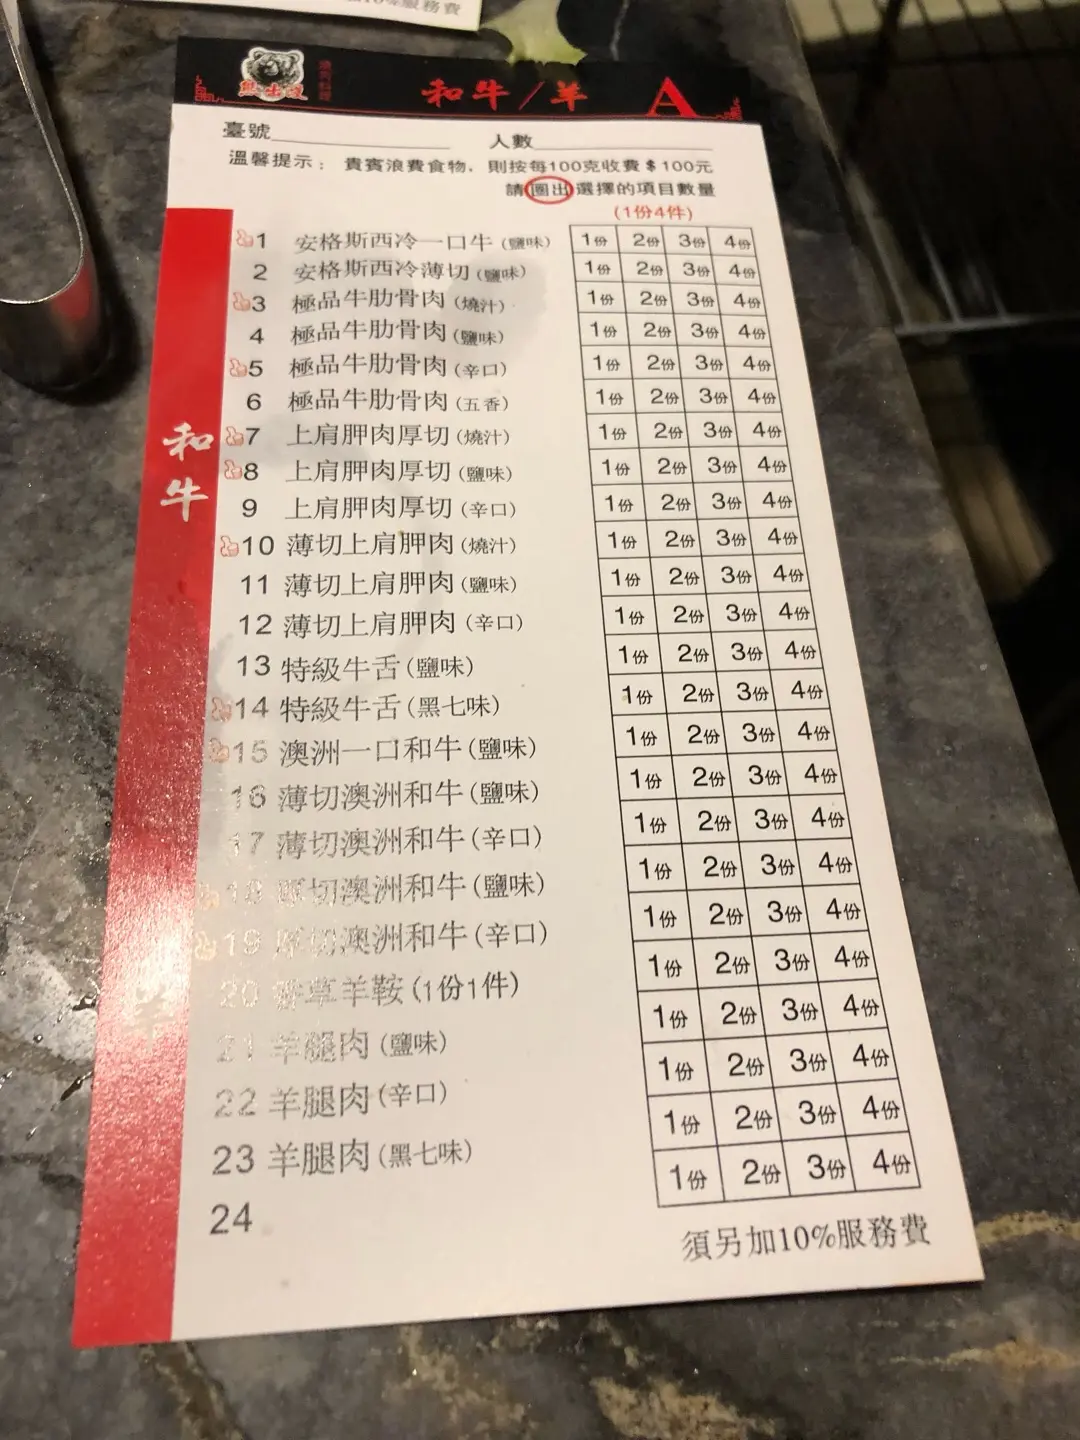 10%服務費
熊出沒
和牛/羊 A
臺號 人數
溫馨提示： 貴賓浪費食物，則按每100克收費$100元
請圈出選擇的項目數量
(1份4件)
和牛
1 安格斯西冷一口牛(鹽味) 1份 2份 3份 4份
2 安格斯西冷薄切(鹽味) 1份 2份 3份 4份
3 極品牛肋骨肉(燒汁) 1份 2份 3份 4份
4 極品牛肋骨肉(鹽味) 1份 2份 3份 4份
5 極品牛肋骨肉(辛口) 1份 2份 3份 4份
6 極品牛肋骨肉(五香) 1份 2份 3份 4份
7 上肩胛肉厚切(燒汁) 1份 2份 3份 4份
8 上肩胛肉厚切(鹽味) 1份 2份 3份 4份
9 上肩胛肉厚切(辛口) 1份 2份 3份 4份
10 薄切上肩胛肉(燒汁) 1份 2份 3份 4份
11 薄切上肩胛肉(鹽味) 1份 2份 3份 4份
12 薄切上肩胛肉(辛口) 1份 2份 3份 4份
13 特級牛舌(鹽味) 1份 2份 3份 4份
14 特級牛舌(黑七味) 1份 2份 3份 4份
15 澳洲一口和牛(鹽味) 1份 2份 3份 4份
16 薄切澳洲和牛(鹽味) 1份 2份 3份 4份
17 薄切澳洲和牛(辛口) 1份 2份 3份 4份
18 厚切澳洲和牛(鹽味) 1份 2份 3份 4份
19 厚切澳洲和牛(辛口) 1份 2份 3份 4份
羊
20 香草羊鞍(1份1件) 1份 2份 3份 4份
21 羊腿肉(鹽味) 1份 2份 3份 4份
22 羊腿肉(辛口) 1份 2份 3份 4份
23 羊腿肉(黑七味) 1份 2份 3份 4份
24 1份 2份 3份 4份
須另加10%服務費